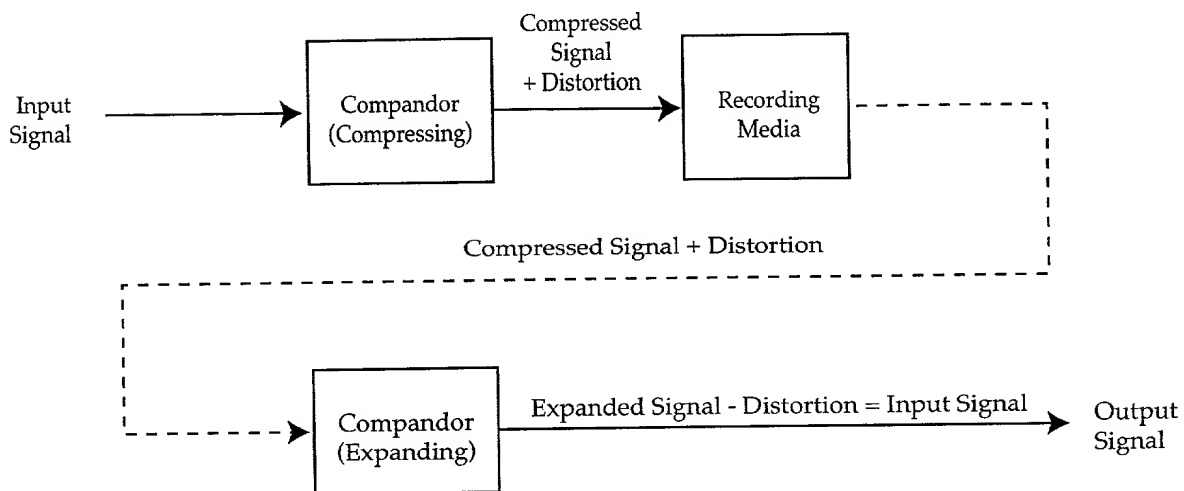 Input
Signal
Compandor
(Compressing)
Compressed
Signal
+ Distortion
Recording
Media
Compressed Signal + Distortion
Compandor
(Expanding)
Expanded Signal - Distortion = Input Signal
Output
Signal